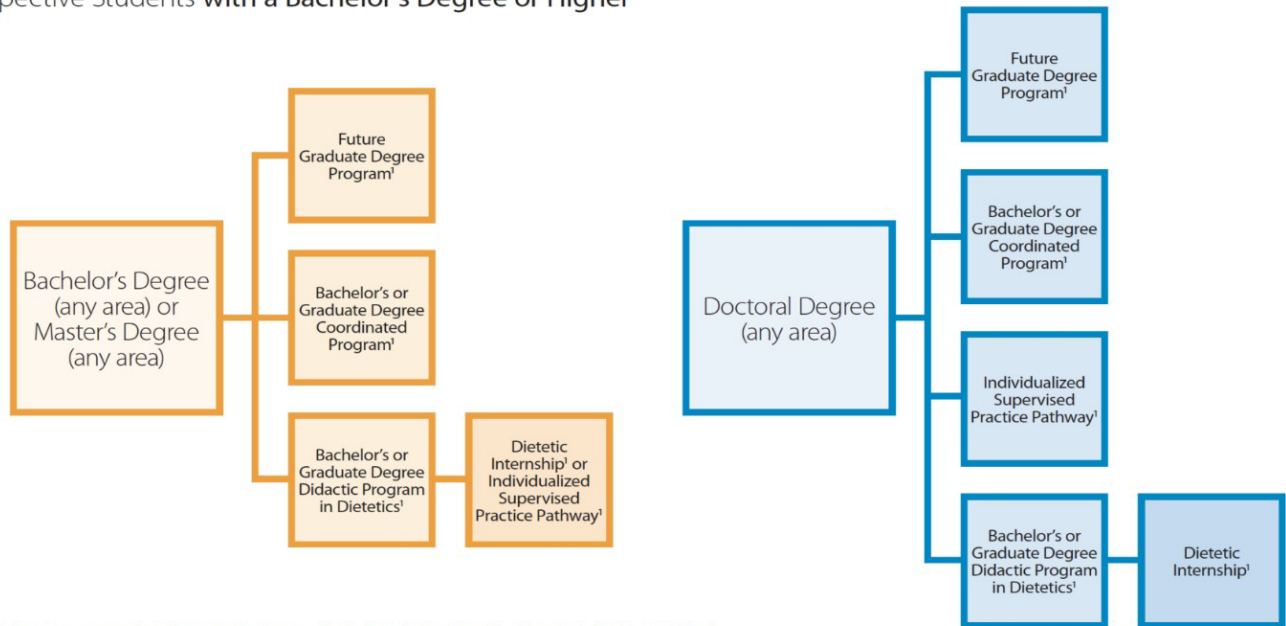 Students with a Bachelor's Degree or Higher
Bachelor's Degree
(any area) or
Master's Degree
(any area)
Future
Graduate Degree
Program¹
Bachelor's or
Graduate Degree
Coordinated
Program¹
Bachelor's or
Graduate Degree
Didactic Program
in Dietetics¹
Dietetic
Internship¹ or
Individualized
Supervised
Practice Pathway¹
Doctoral Degree
(any area)
Future
Graduate Degree
Program¹
Bachelor's or
Graduate Degree
Coordinated
Program¹
Individualized
Supervised
Practice Pathway¹
Bachelor's or
Graduate Degree
Didactic Program
in Dietetics¹
Dietetic
Internship¹